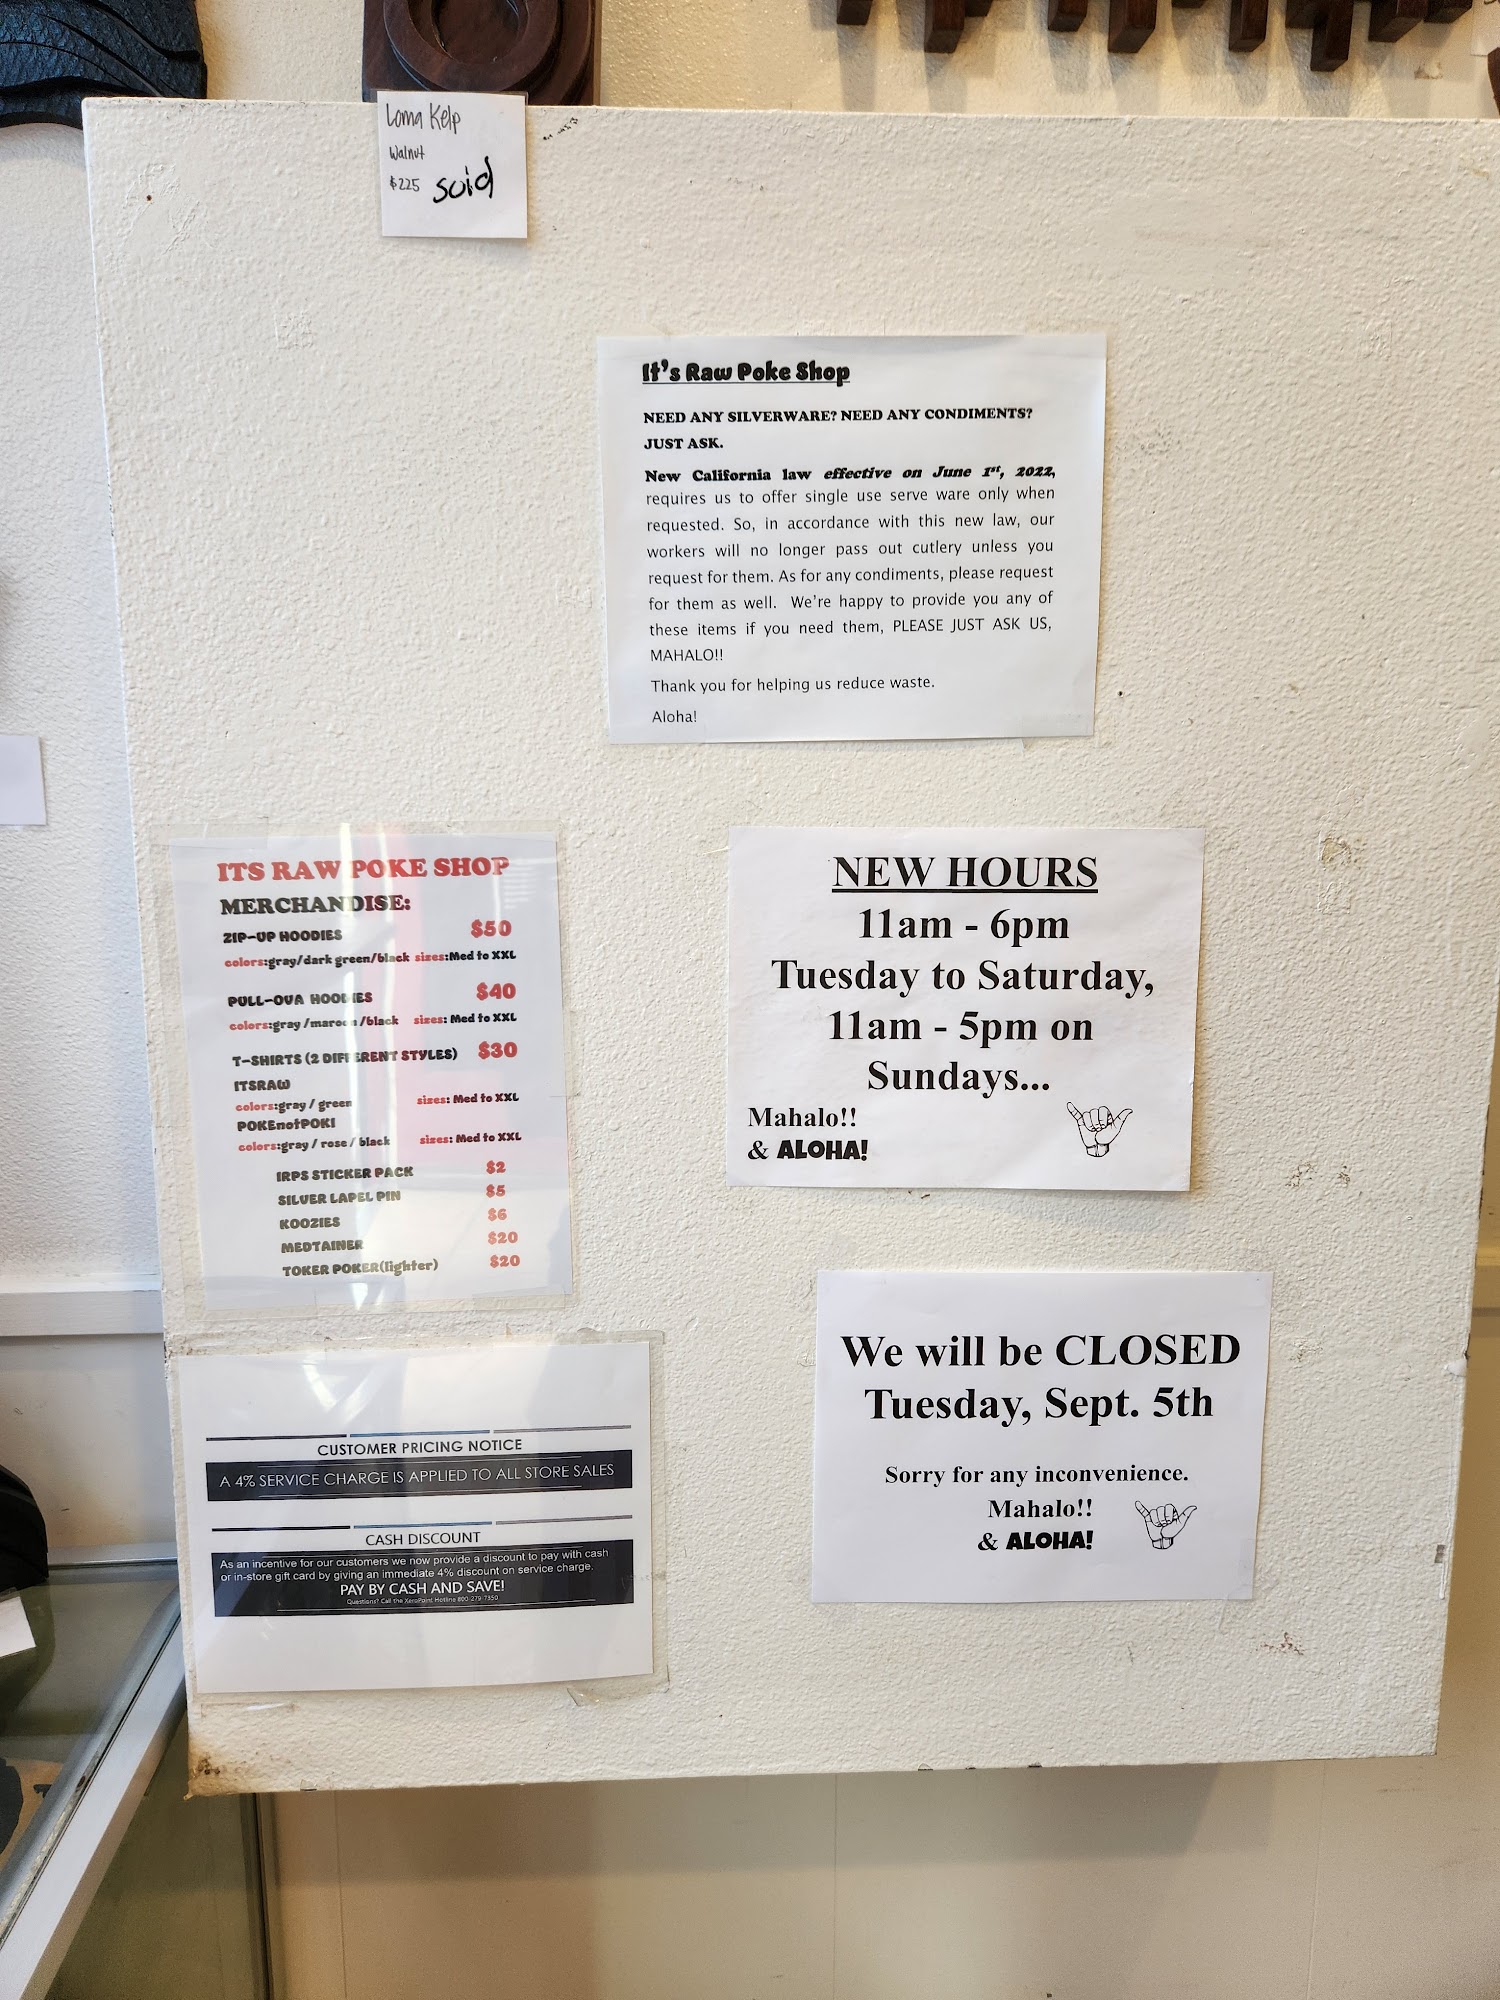 Loma Kelp
Walnut
$225 sold
It's Raw Poke Shop
NEED ANY SILVERWARE? NEED ANY CONDIMENTS?
JUST ASK.
New California law effective on June 1st, 2022,
requires us to offer single use serve ware only when
requested. So, in accordance with this new law, our
workers will no longer pass out cutlery unless you
request for them. As for any condiments, please request
for them as well. We're happy to provide you any of
these items if you need them, PLEASE JUST ASK US,
MAHALO!!
Thank you for helping us reduce waste.
Aloha!
ITS RAW POKE SHOP
MERCHANDISE:
ZIP-UP HOODIES $50
colors:gray/dark green/black sizes:Med to XXL
PULL-OVA HOODIES $40
colors:gray/maroon/black sizes: Med to XXL
T-SHIRTS (2 DIFFERENT STYLES) $30
ITSRAW
colors:gray / green sizes: Med to XXL
POKEnotPOKI
colors:gray / rose / black sizes: Med to XXL
IRPS STICKER PACK $2
SILVER LAPEL PIN $5
KOOZIES $6
MEDTAINER $20
TOKER POKER(lighter) $20
NEW HOURS
11am - 6pm
Tuesday to Saturday,
11am - 5pm on
Sundays...
Mahalo!!
& ALOHA!
We will be CLOSED
Tuesday, Sept. 5th
Sorry for any inconvenience.
Mahalo!!
& ALOHA!
CUSTOMER PRICING NOTICE
A 4% SERVICE CHARGE IS APPLIED TO ALL STORE SALES
CASH DISCOUNT
As an incentive for our customers we now provide a discount to pay with cash
or in-store gift card by giving an immediate 4% discount on service charge.
PAY BY CASH AND SAVE!
Questions? Call the XeroPoint Hotline 800-279-7350